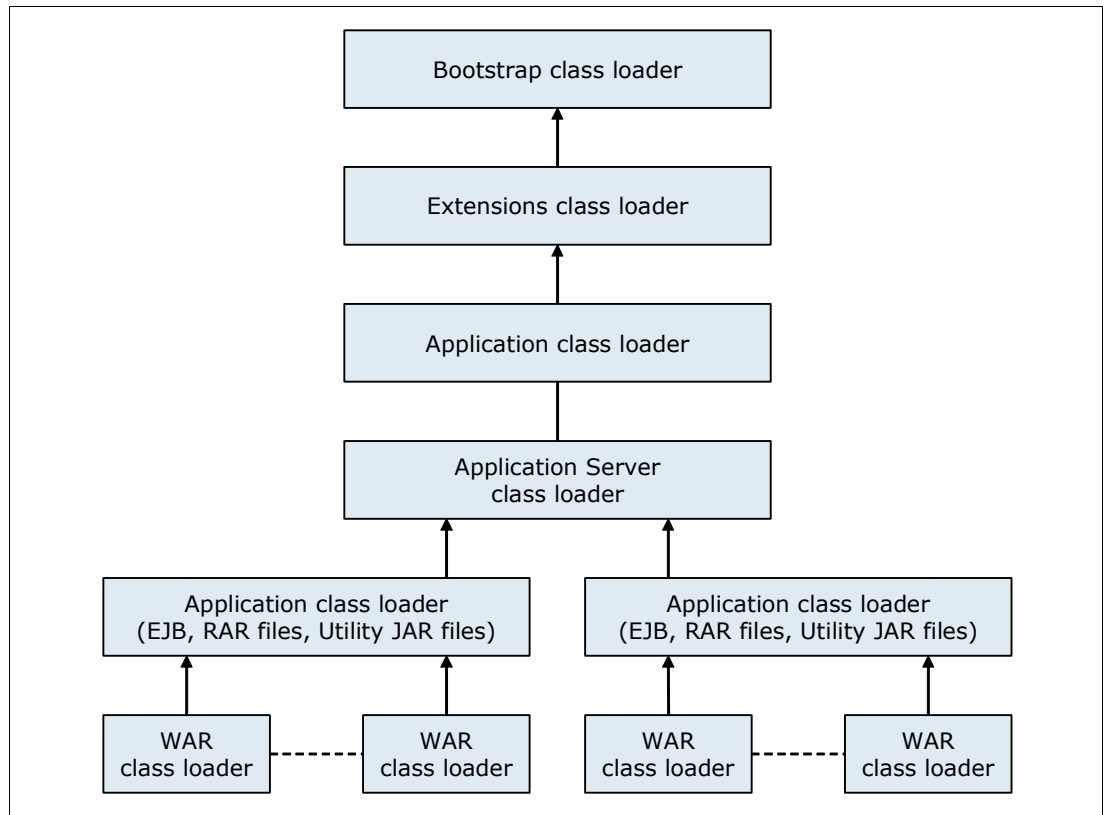 Bootstrap class loader
Extensions class loader
Application class loader
Application Server
class loader
Application class loader
(EJB, RAR files, Utility JAR files)
Application class loader
(EJB, RAR files, Utility JAR files)
WAR
class loader
WAR
class loader
WAR
class loader
WAR
class loader